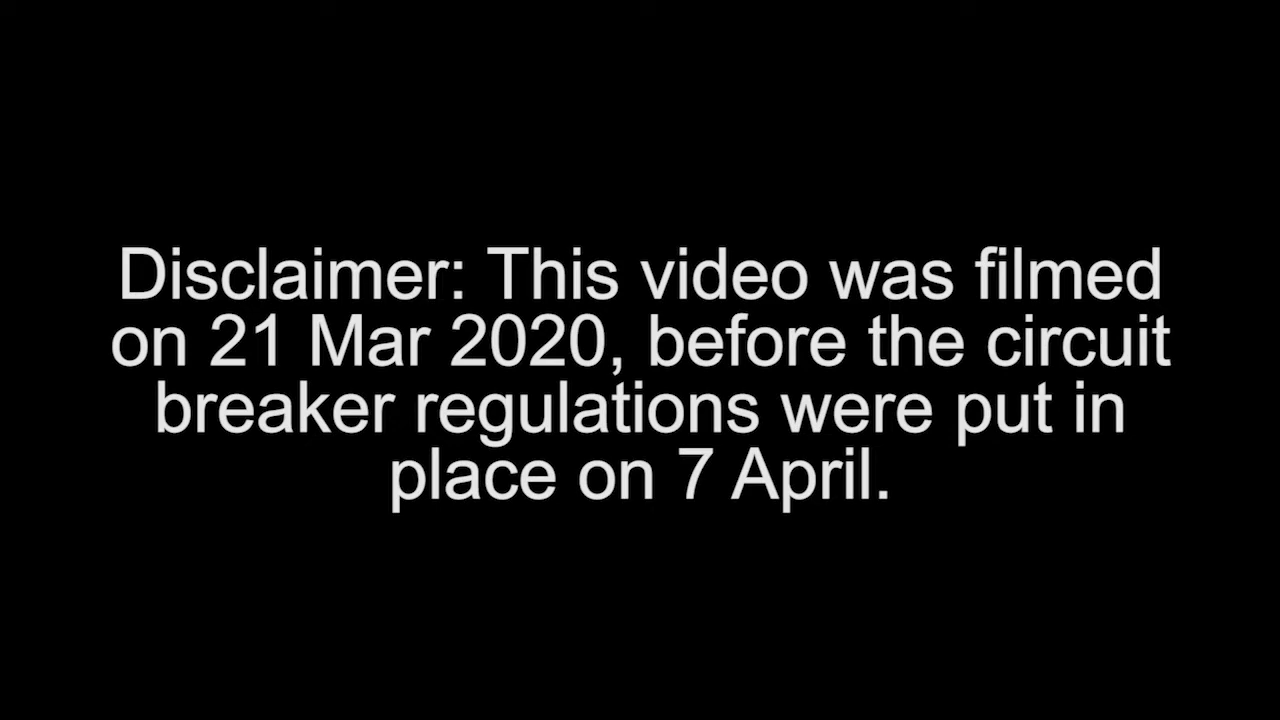 Disclaimer: This video was filmed
on 21 Mar 2020, before the circuit
breaker regulations were put in
place on 7 April.